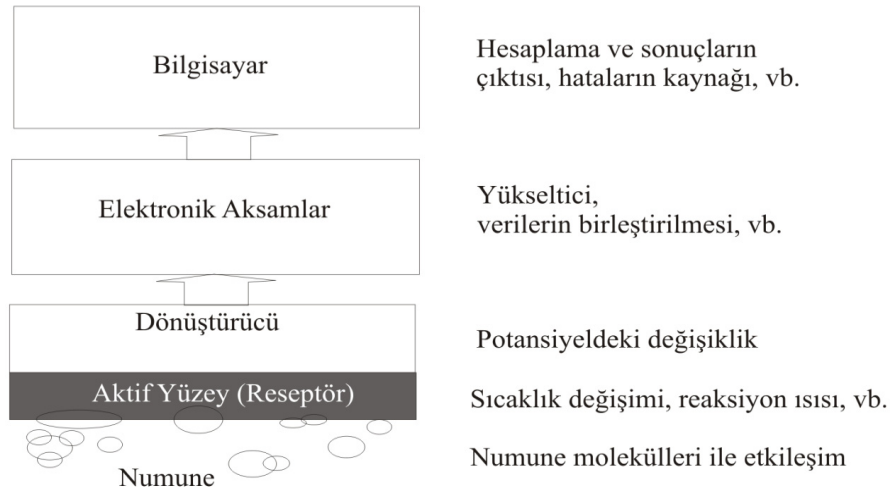 Bilgisayar
Hesaplama ve sonuçların
çıktısı, hataların kaynağı, vb.
Elektronik Aksamlar
Yükseltici,
verilerin birleştirilmesi, vb.
Dönüştürücü
Potansiyeldeki değişiklik
Aktif Yüzey (Reseptör)
Sıcaklık değişimi, reaksiyon ısısı, vb.
Numune
Numune molekülleri ile etkileşim